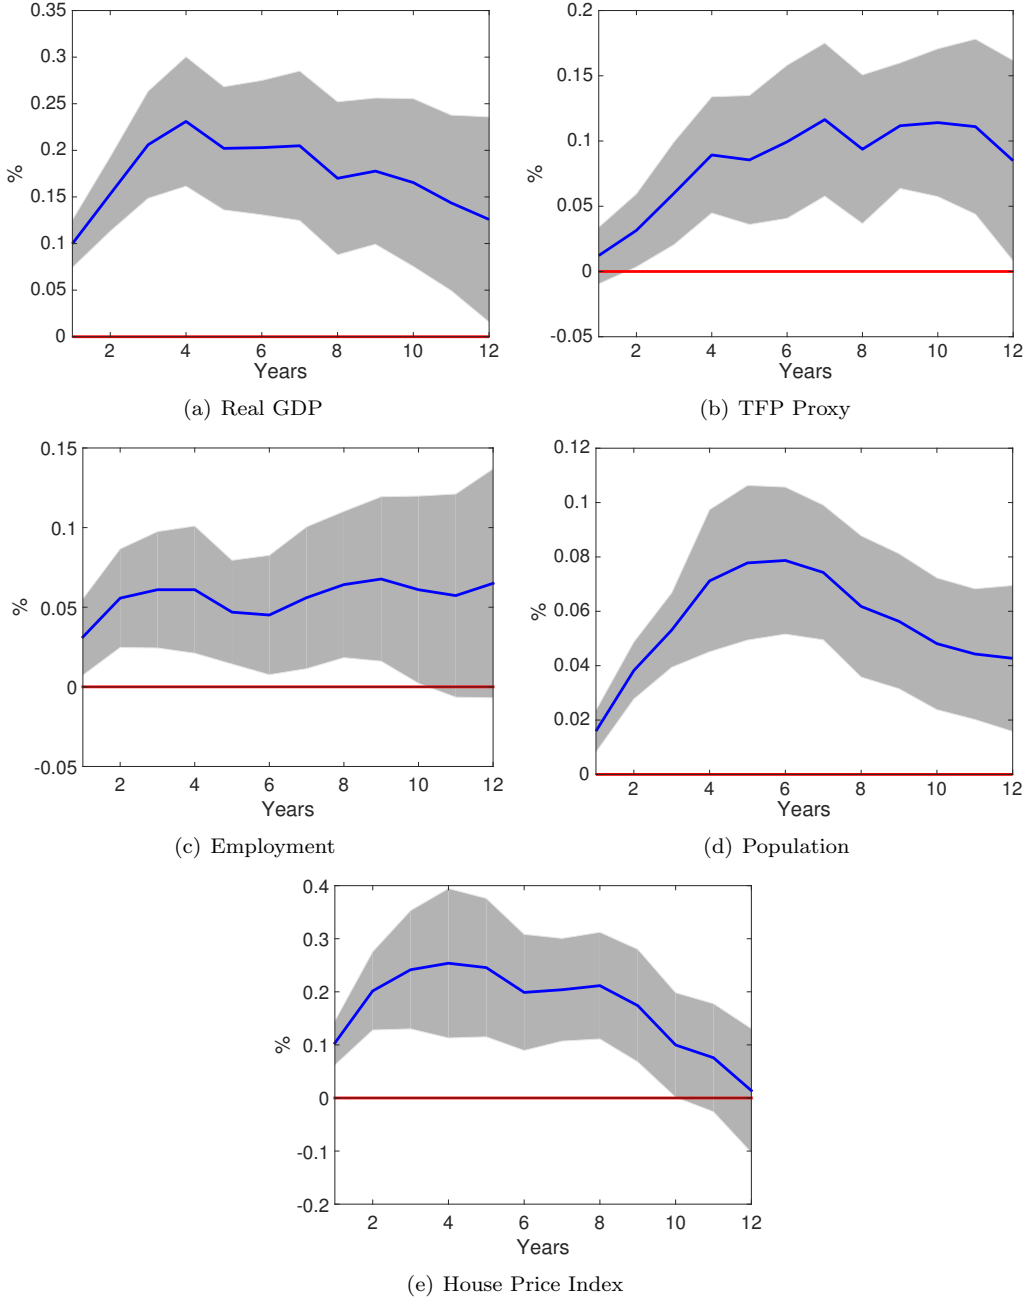 0.35
0.3
0.25
0.2
0.15
0.1
0.05
0
%
2 4 6 8 10 12
Years
(a) Real GDP
0.2
0.15
0.1
0.05
0
-0.05
%
2 4 6 8 10 12
Years
(b) TFP Proxy
0.15
0.1
0.05
0
-0.05
%
2 4 6 8 10 12
Years
(c) Employment
0.12
0.1
0.08
0.06
0.04
0.02
0
%
2 4 6 8 10 12
Years
(d) Population
0.4
0.3
0.2
0.1
0
-0.1
-0.2
%
2 4 6 8 10 12
Years
(e) House Price Index